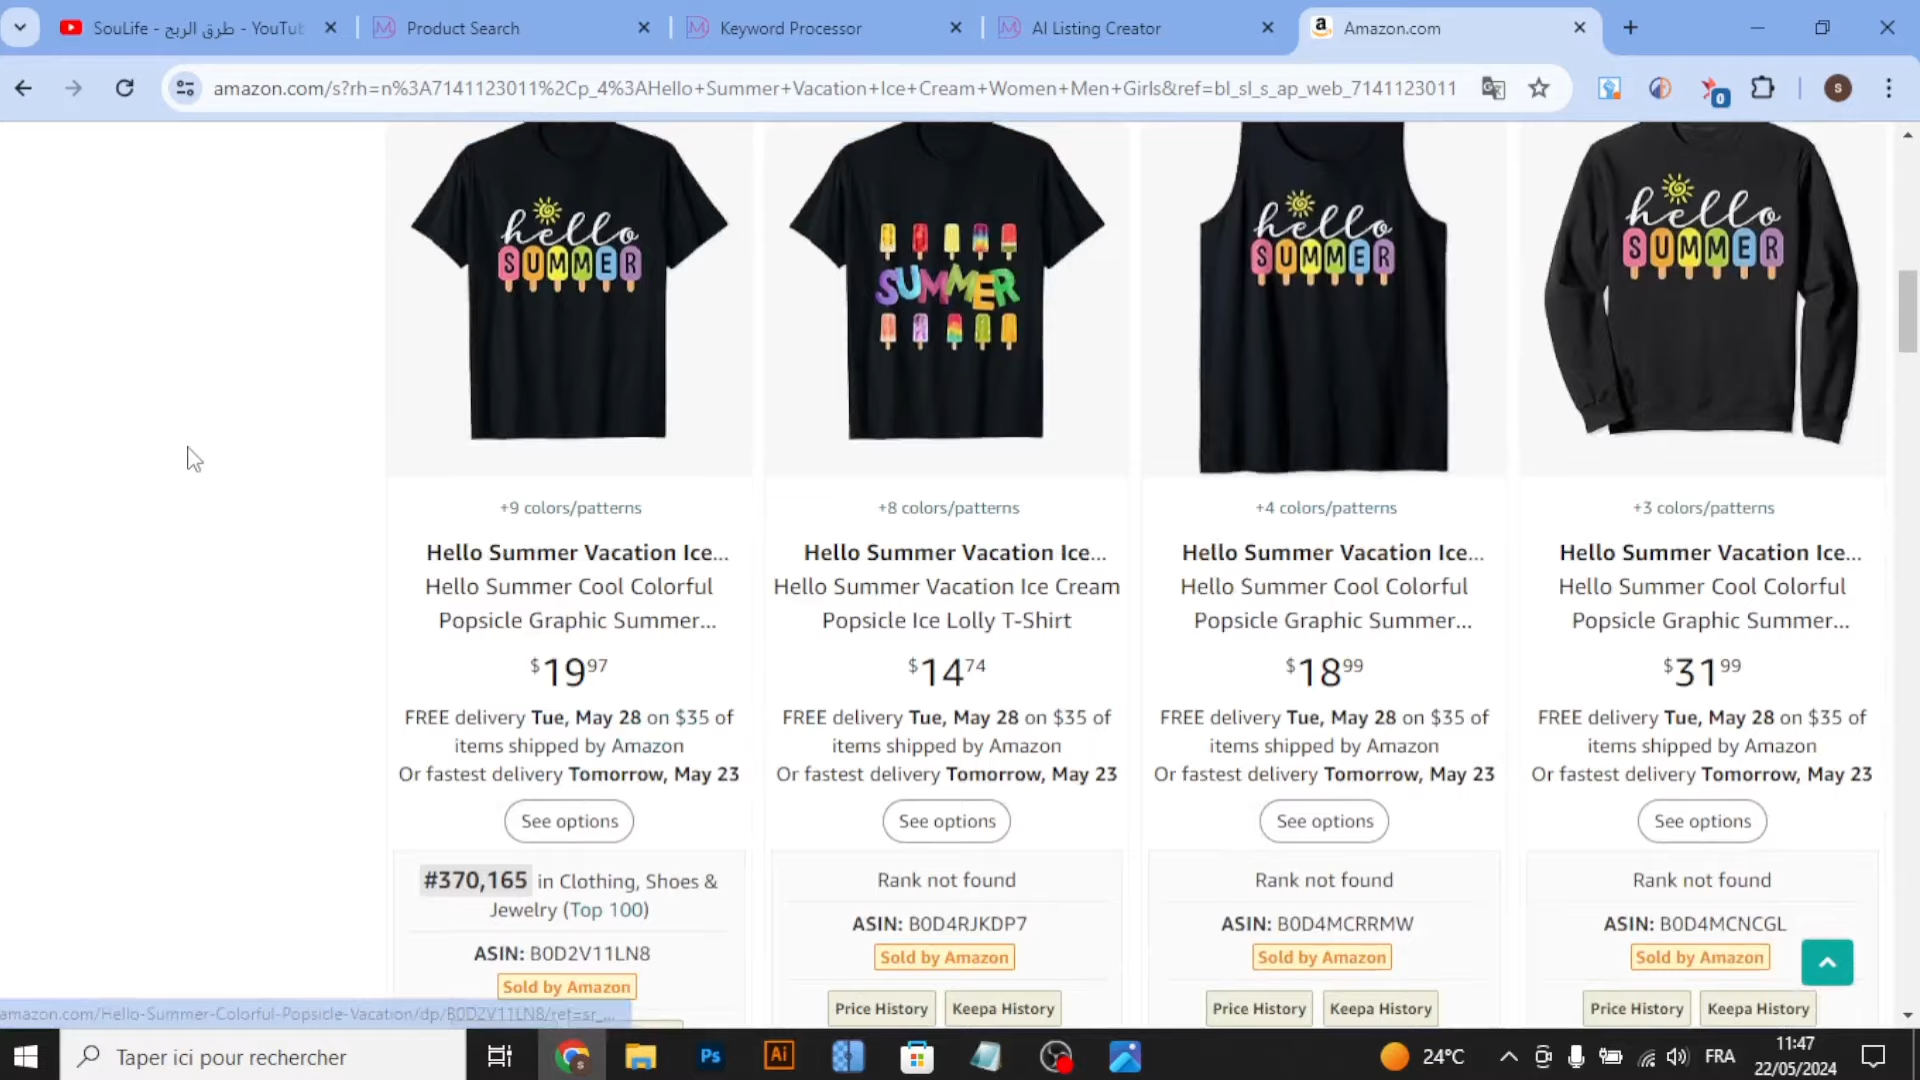 SouLife - طرق الربح - YouTub
Product Search
Keyword Processor
AI Listing Creator
Amazon.com
amazon.com/s?rh=n%3A7141123011%2Cp_4%3AHello+Summer+Vacation+Ice+Cream+Women+Men+Girls&ref=bl_sl_s_ap_web_7141123011
0
s
hello
SUMMER
SUMMER
hello
SUMMER
hello
SUMMER
+9 colors/patterns
+8 colors/patterns
+4 colors/patterns
+3 colors/patterns
Hello Summer Vacation Ice...
Hello Summer Cool Colorful
Popsicle Graphic Summer...
$19.97
FREE delivery Tue, May 28 on $35 of
items shipped by Amazon
Or fastest delivery Tomorrow, May 23
See options
#370,165 in Clothing, Shoes &
Jewelry (Top 100)
ASIN: B0D2V11LN8
Sold by Amazon
Hello Summer Vacation Ice...
Hello Summer Vacation Ice Cream
Popsicle Ice Lolly T-Shirt
$14.74
FREE delivery Tue, May 28 on $35 of
items shipped by Amazon
Or fastest delivery Tomorrow, May 23
See options
Rank not found
ASIN: B0D4RJKDP7
Sold by Amazon
Price History
Keepa History
Hello Summer Vacation Ice...
Hello Summer Cool Colorful
Popsicle Graphic Summer...
$18.99
FREE delivery Tue, May 28 on $35 of
items shipped by Amazon
Or fastest delivery Tomorrow, May 23
See options
Rank not found
ASIN: B0D4MCRRMW
Sold by Amazon
Price History
Keepa History
Hello Summer Vacation Ice...
Hello Summer Cool Colorful
Popsicle Graphic Summer...
$31.99
FREE delivery Tue, May 28 on $35 of
items shipped by Amazon
Or fastest delivery Tomorrow, May 23
See options
Rank not found
ASIN: B0D4MCNCGL
Sold by Amazon
Price History
Keepa History
amazon.com/Hello-Summer-Colorful-Popsicle-Vacation/dp/B0D2V11LN8/ref=sr_...
Taper ici pour rechercher
Ps
Ai
24°C
FRA
11:47
22/05/2024